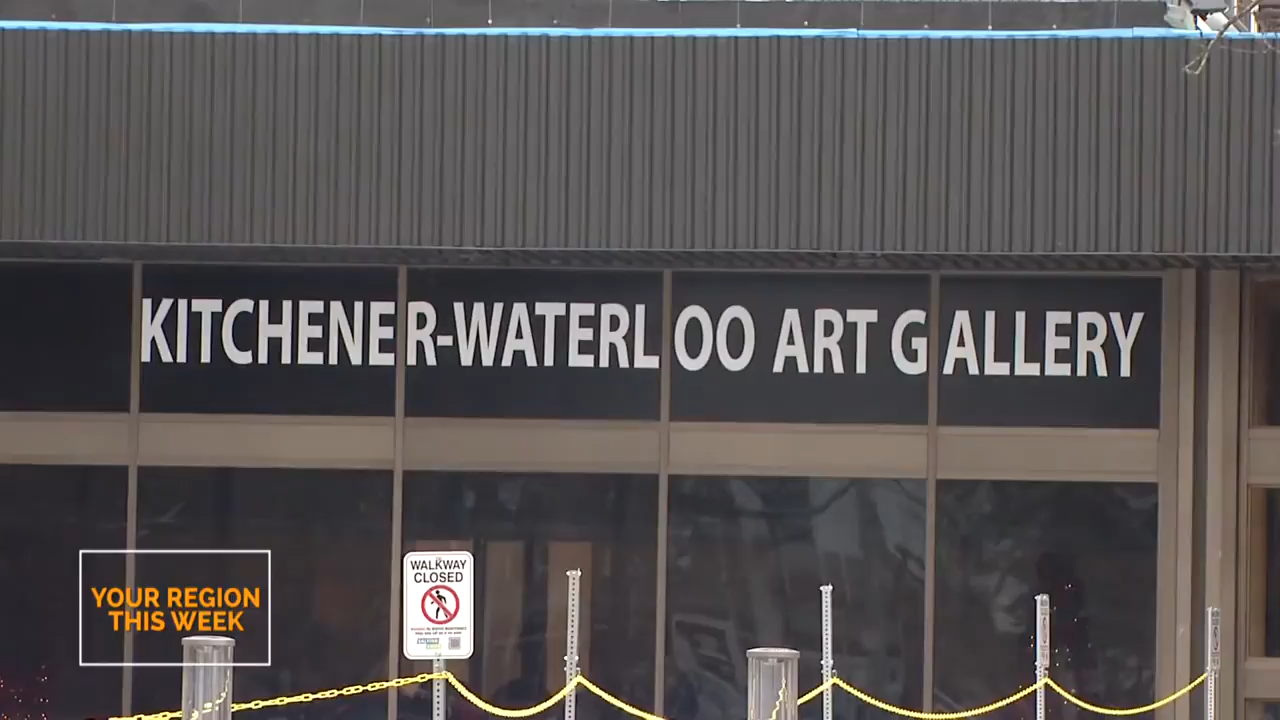 KITCHENER-WATERLOO ART GALLERY
WALKWAY
CLOSED
YOUR REGION
THIS WEEK